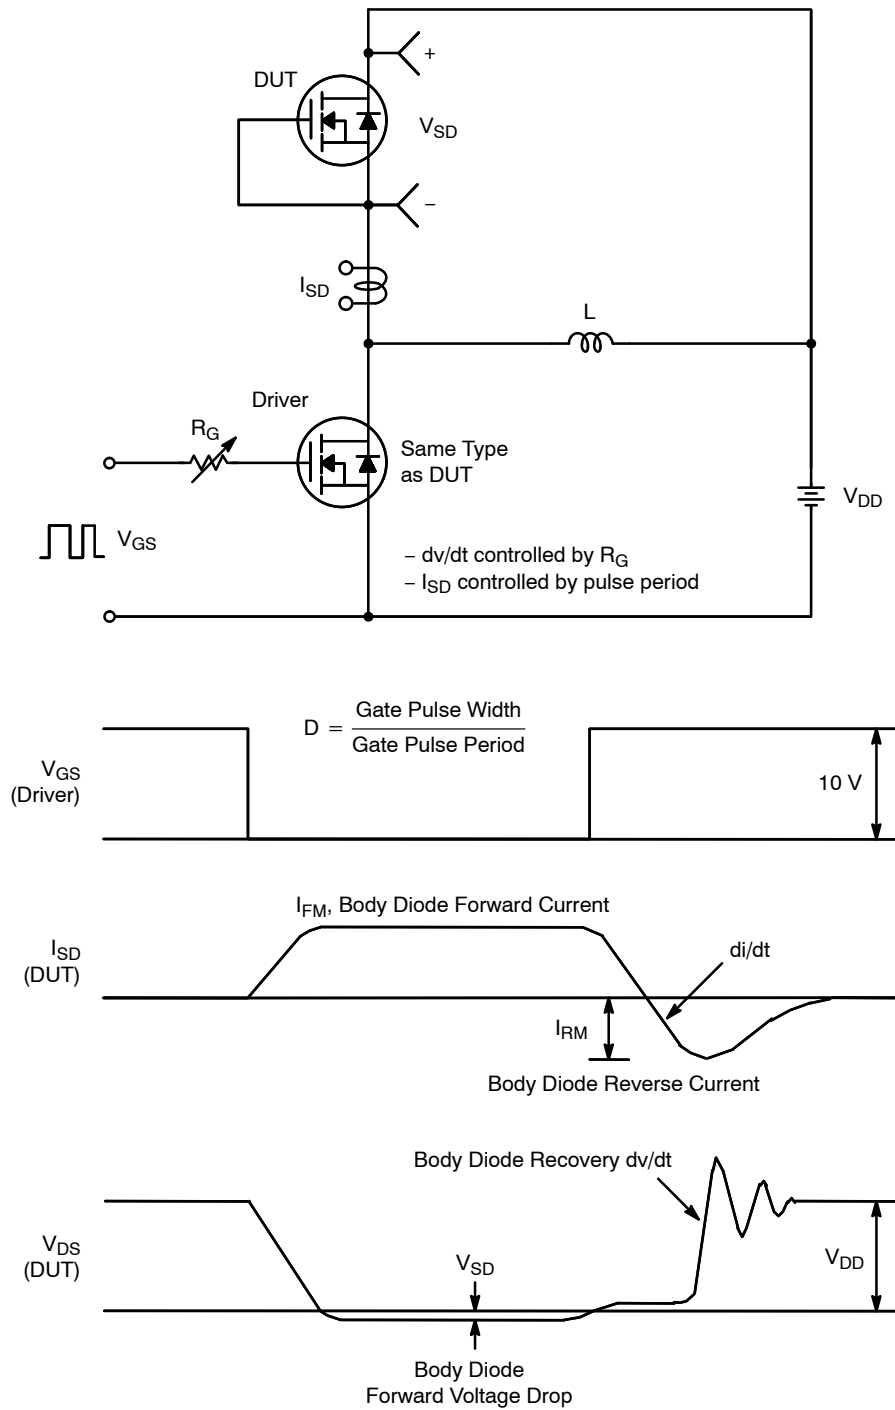 +
DUT
V_SD
−
I_SD
L
Driver
R_G
Same Type
as DUT
V_DD
V_GS
− dv/dt controlled by R_G
− I_SD controlled by pulse period
D = Gate Pulse Width
Gate Pulse Period
V_GS
(Driver)
10 V
I_FM, Body Diode Forward Current
I_SD
(DUT)
di/dt
I_RM
Body Diode Reverse Current
Body Diode Recovery dv/dt
V_DS
(DUT)
V_SD
V_DD
Body Diode
Forward Voltage Drop